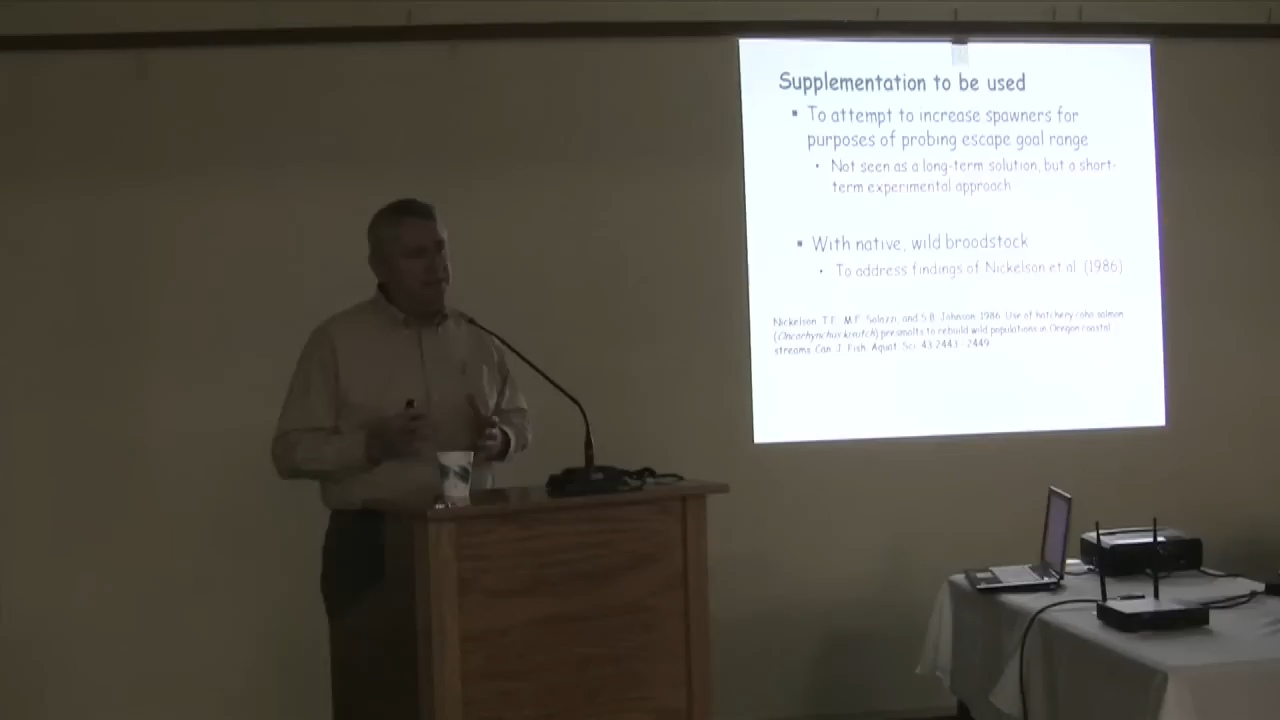 Supplementation to be used
▪ To attempt to increase spawners for
purposes of probing escape goal range
• Not seen as a long-term solution, but a short-
term experimental approach
▪ With native, wild broodstock
• To address findings of Nickelson et al. (1986)
Nickelson, T.E., M.F. Solazzi, and S.B. Johnson. 1986. Use of hatchery coho salmon
(Oncorhynchus kisutch) presmolts to rebuild wild populations in Oregon coastal
streams. Can. J. Fish. Aquat. Sci. 43:2443-2449